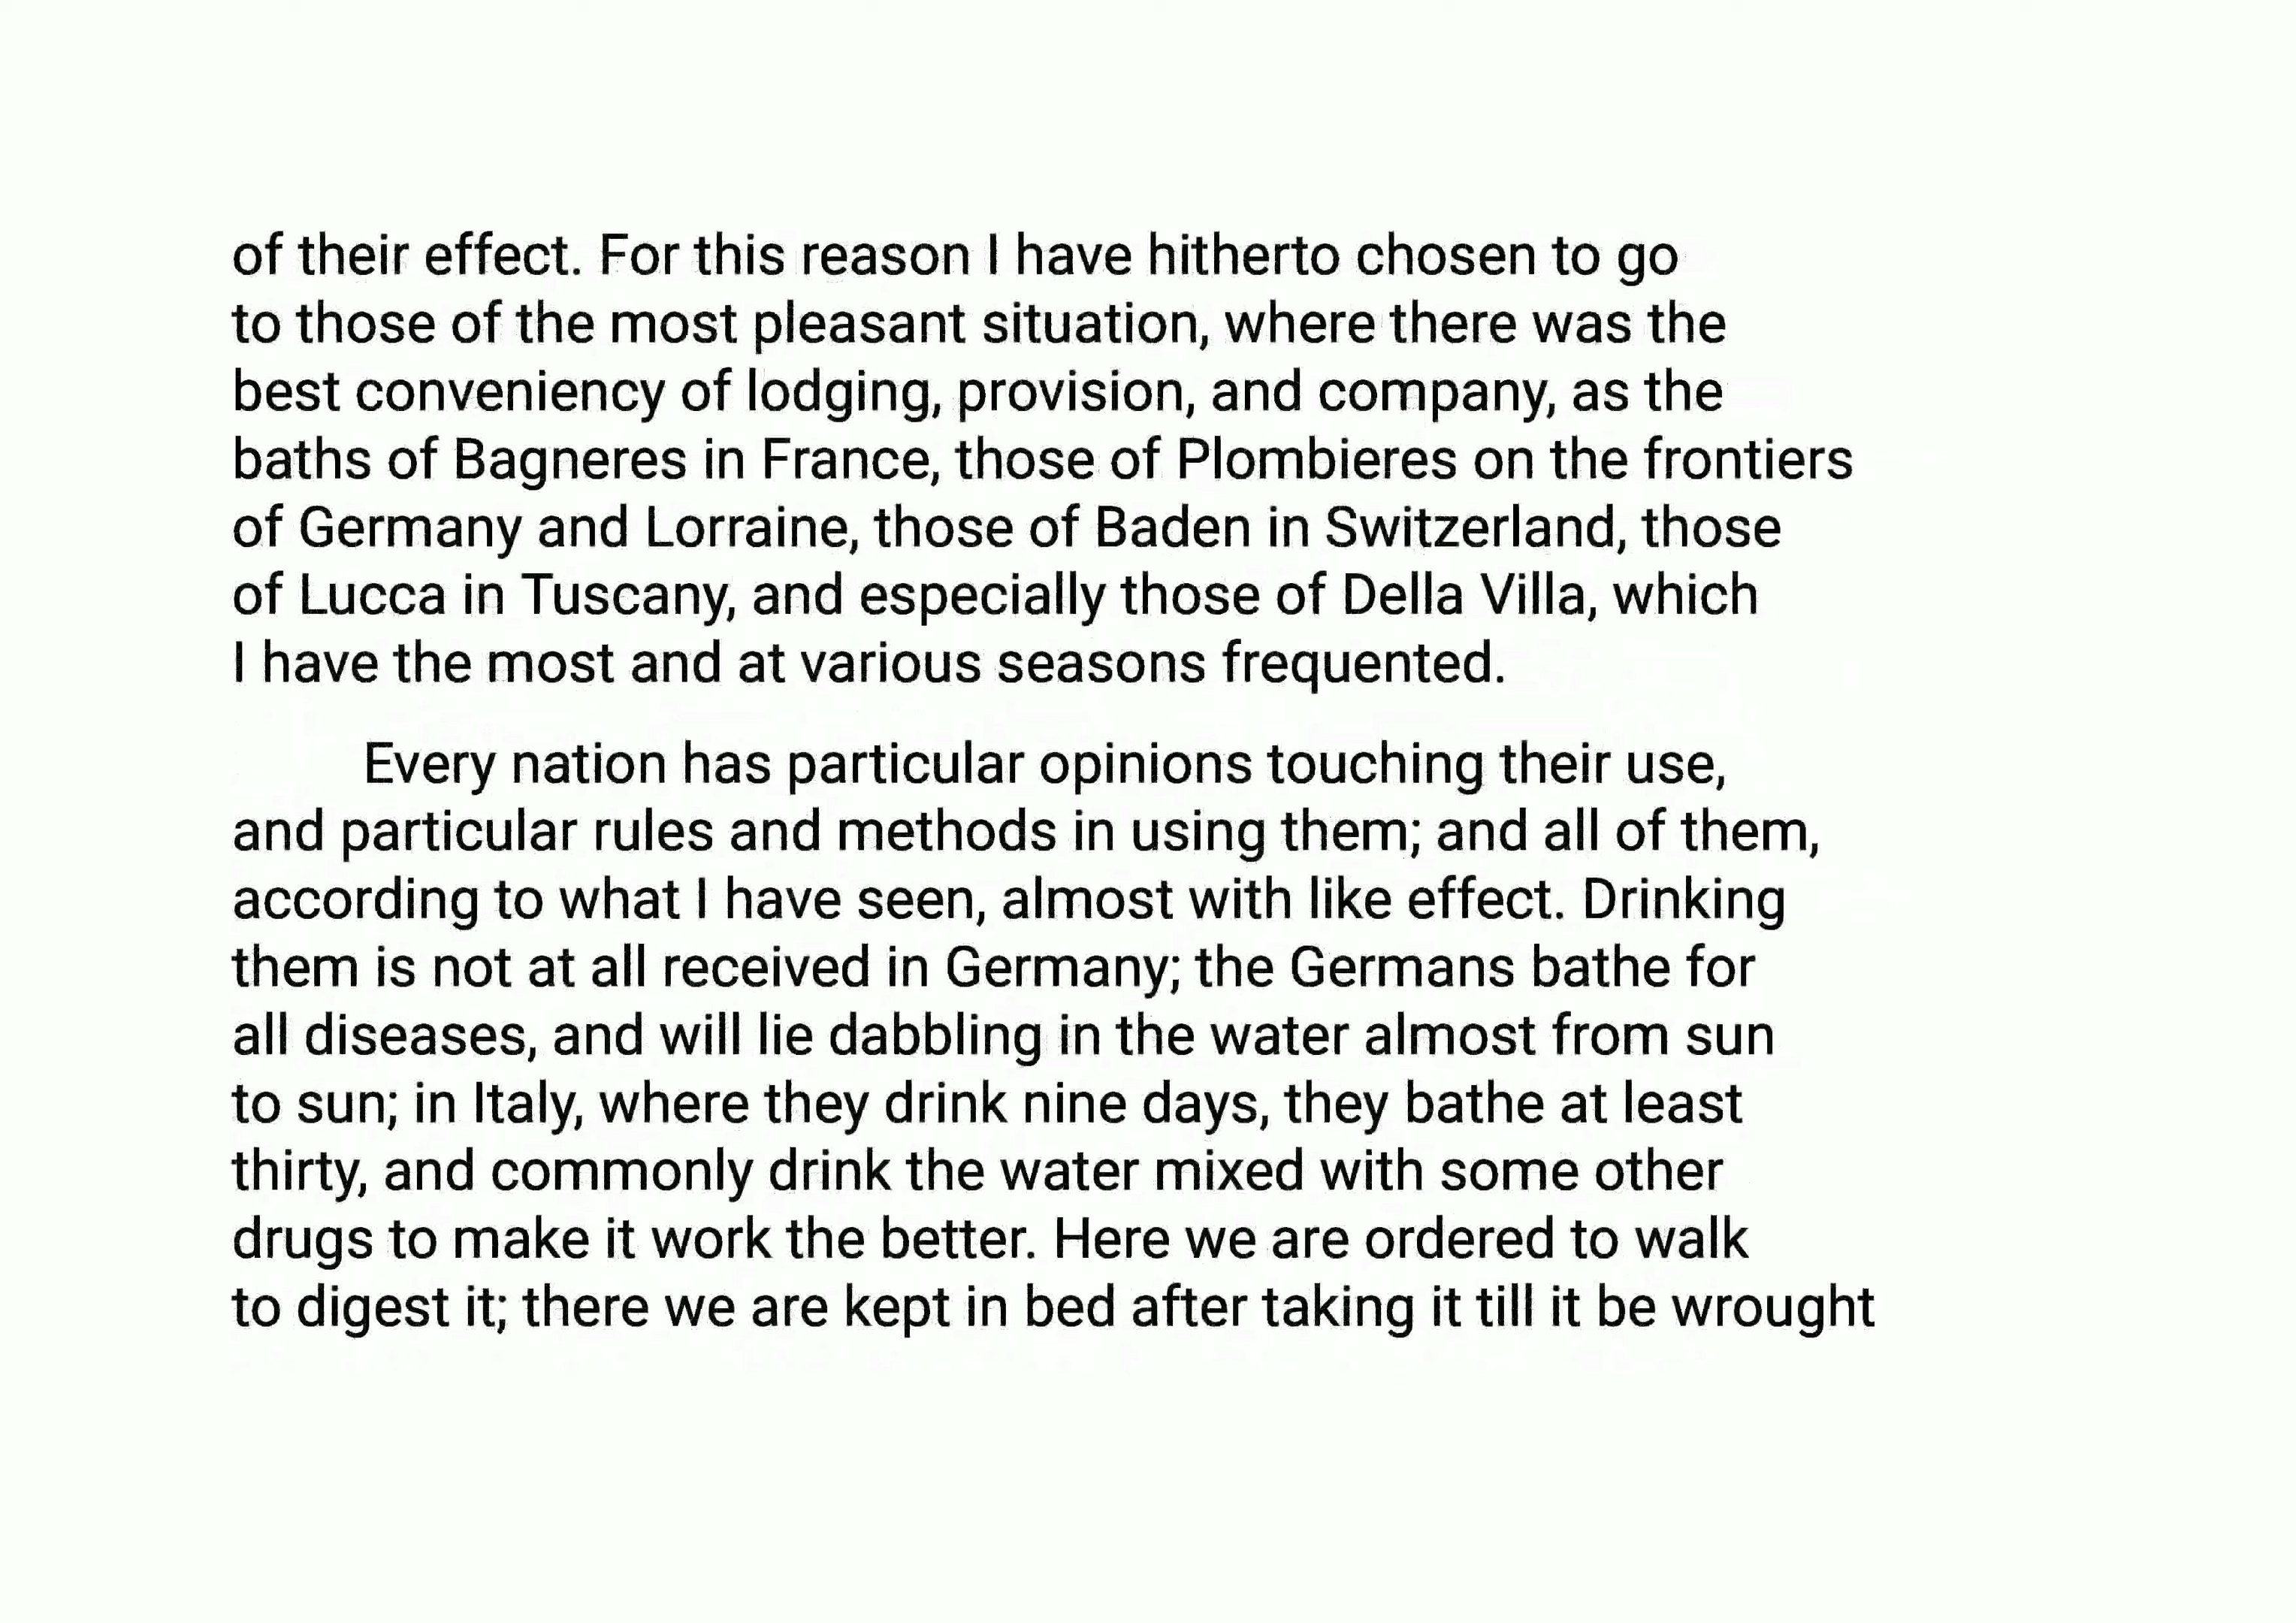 of their effect. For this reason I have hitherto chosen to go
to those of the most pleasant situation, where there was the
best conveniency of lodging, provision, and company, as the
baths of Bagneres in France, those of Plombieres on the frontiers
of Germany and Lorraine, those of Baden in Switzerland, those
of Lucca in Tuscany, and especially those of Della Villa, which
I have the most and at various seasons frequented.
Every nation has particular opinions touching their use,
and particular rules and methods in using them; and all of them,
according to what I have seen, almost with like effect. Drinking
them is not at all received in Germany; the Germans bathe for
all diseases, and will lie dabbling in the water almost from sun
to sun; in Italy, where they drink nine days, they bathe at least
thirty, and commonly drink the water mixed with some other
drugs to make it work the better. Here we are ordered to walk
to digest it; there we are kept in bed after taking it till it be wrought